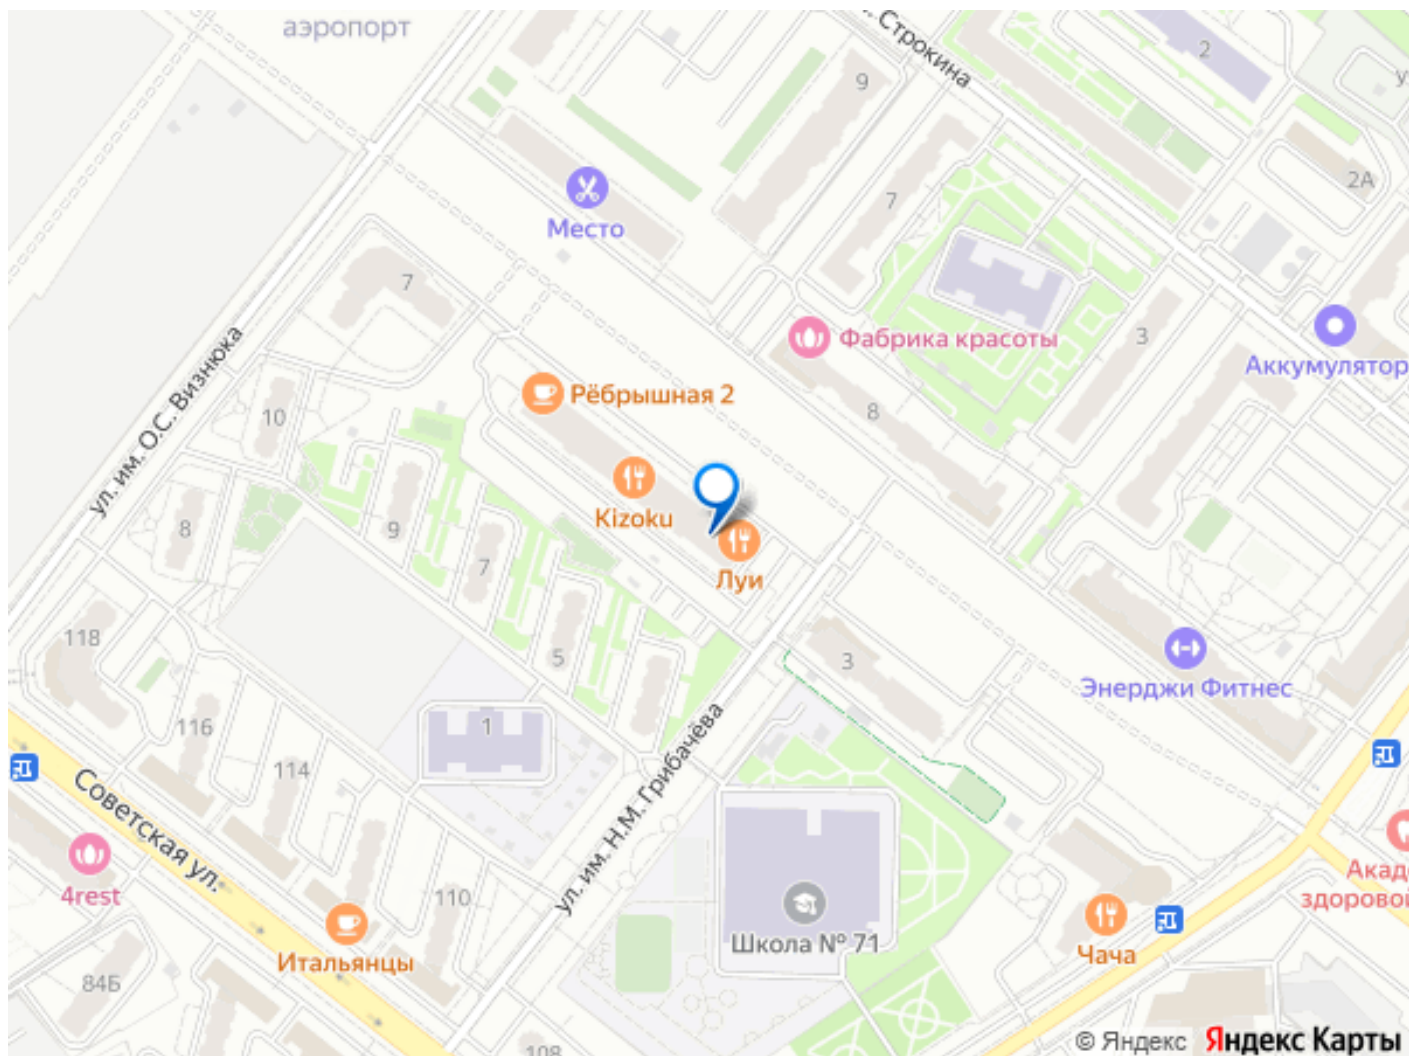 аэропорт
Строкина
2
9
2А
7
Место
7
3
Фабрика красоты
Аккумулятор
ул. им. О.С. Визнюка
Рёбрышная 2
8
10
Kizoku
8
9
7
Луи
118
5
3
Энерджи Фитнес
116
1
114
ул. им. Н.М. Грибачёва
Советская ул.
4rest
110
Школа № 71
Акад
здоровой
Чача
Итальянцы
84Б
108
© Яндекс Яндекс Карты